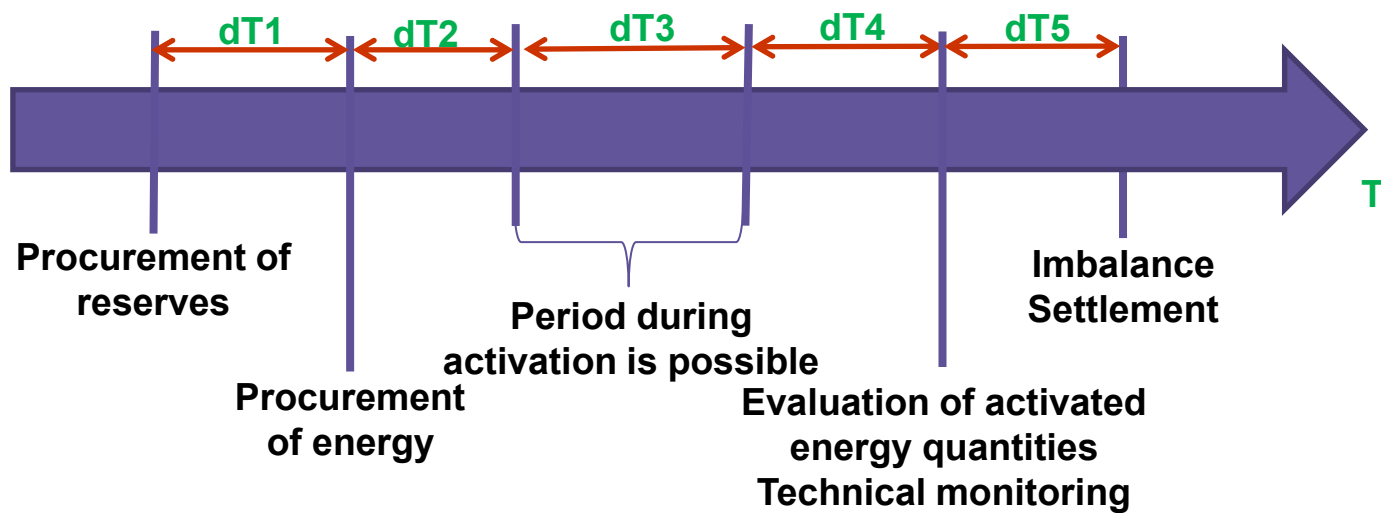 dT1
dT2
dT3
dT4
dT5
T
Procurement of
reserves
Procurement
of energy
Period during
activation is possible
Evaluation of activated
energy quantities
Technical monitoring
Imbalance
Settlement